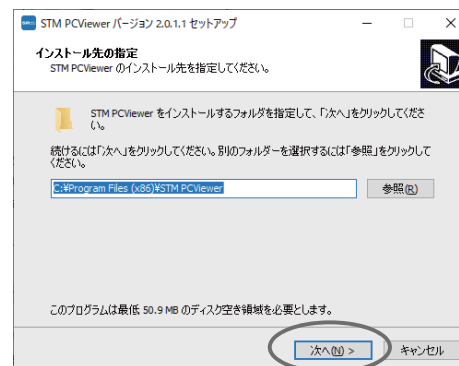 STM PCViewer バージョン 2.0.1.1 セットアップ
インストール先の指定
STM PCViewer のインストール先を指定してください。
STM PCViewer をインストールするフォルダを指定して、「次へ」をクリックしてくださ
い。
続けるには「次へ」をクリックしてください。別のフォルダーを選択するには「参照」をクリックして
ください。
C:¥Program Files (x86)¥STM PCViewer
参照(R)
このプログラムは最低 50.9 MB のディスク空き領域を必要とします。
次へ(N) >
キャンセル